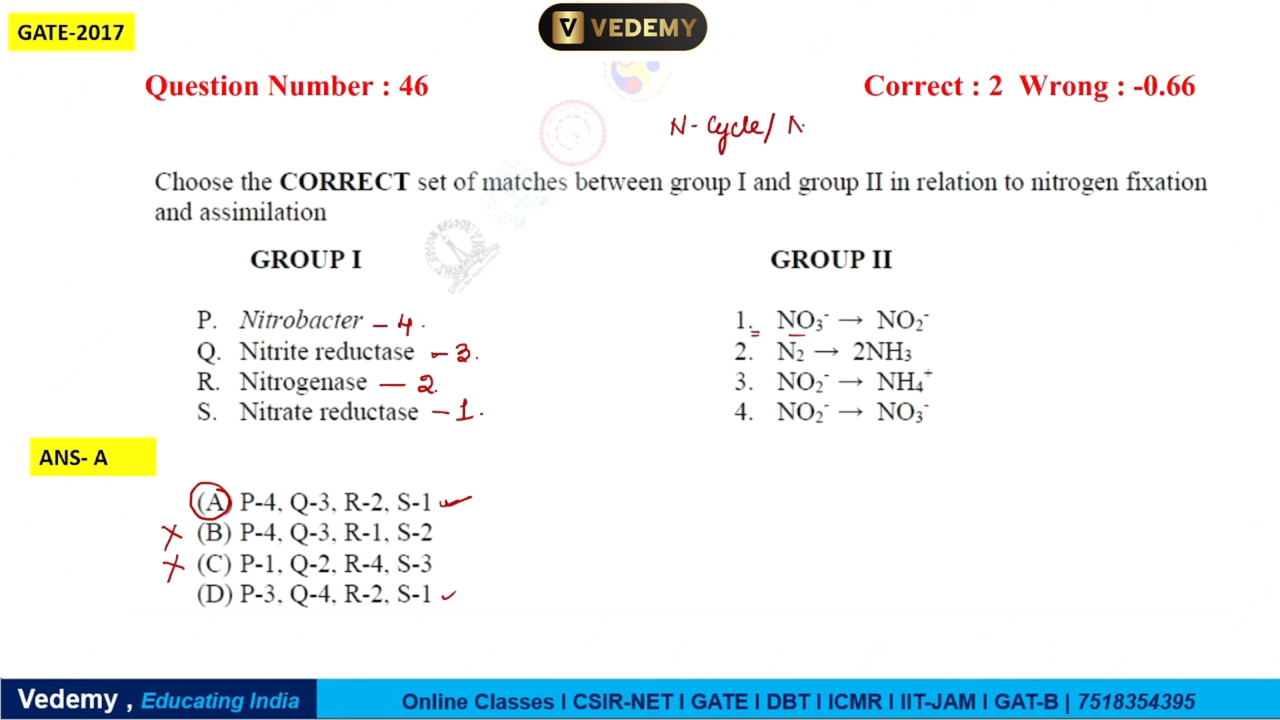 GATE-2017
VEDEMY
Question Number : 46
Correct : 2 Wrong : -0.66
N-Cycle/ N
Choose the CORRECT set of matches between group I and group II in relation to nitrogen fixation
and assimilation
GROUP I
GROUP II
P. Nitrobacter – 4.
Q. Nitrite reductase – 3.
R. Nitrogenase – 2
S. Nitrate reductase – 1.
1. NO₃⁻ → NO₂⁻
2. N₂ → 2NH₃
3. NO₂⁻ → NH₄⁺
4. NO₂⁻ → NO₃⁻
ANS- A
(A) P-4, Q-3, R-2, S-1 ✓
✗ (B) P-4, Q-3, R-1, S-2
✗ (C) P-1, Q-2, R-4, S-3
(D) P-3, Q-4, R-2, S-1 ✓
Vedemy , Educating India
Online Classes I CSIR-NET I GATE I DBT I ICMR I IIT-JAM I GAT-B | 7518354395